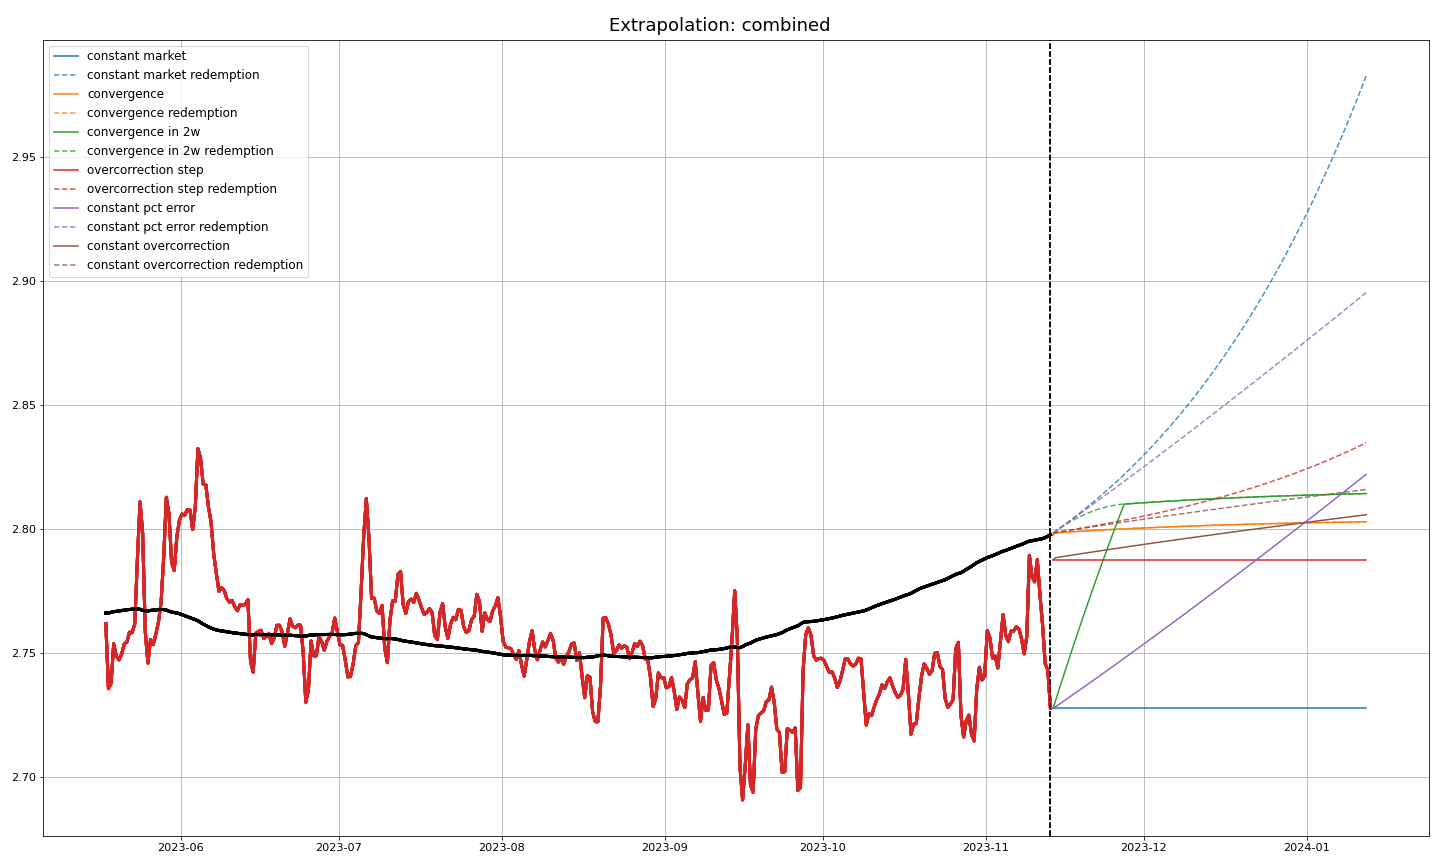 Extrapolation: combined
constant market
constant market redemption
convergence
convergence redemption
convergence in 2w
convergence in 2w redemption
overcorrection step
overcorrection step redemption
constant pct error
constant pct error redemption
constant overcorrection
constant overcorrection redemption
2.95
2.90
2.85
2.80
2.75
2.70
2023-06 2023-07 2023-08 2023-09 2023-10 2023-11 2023-12 2024-01